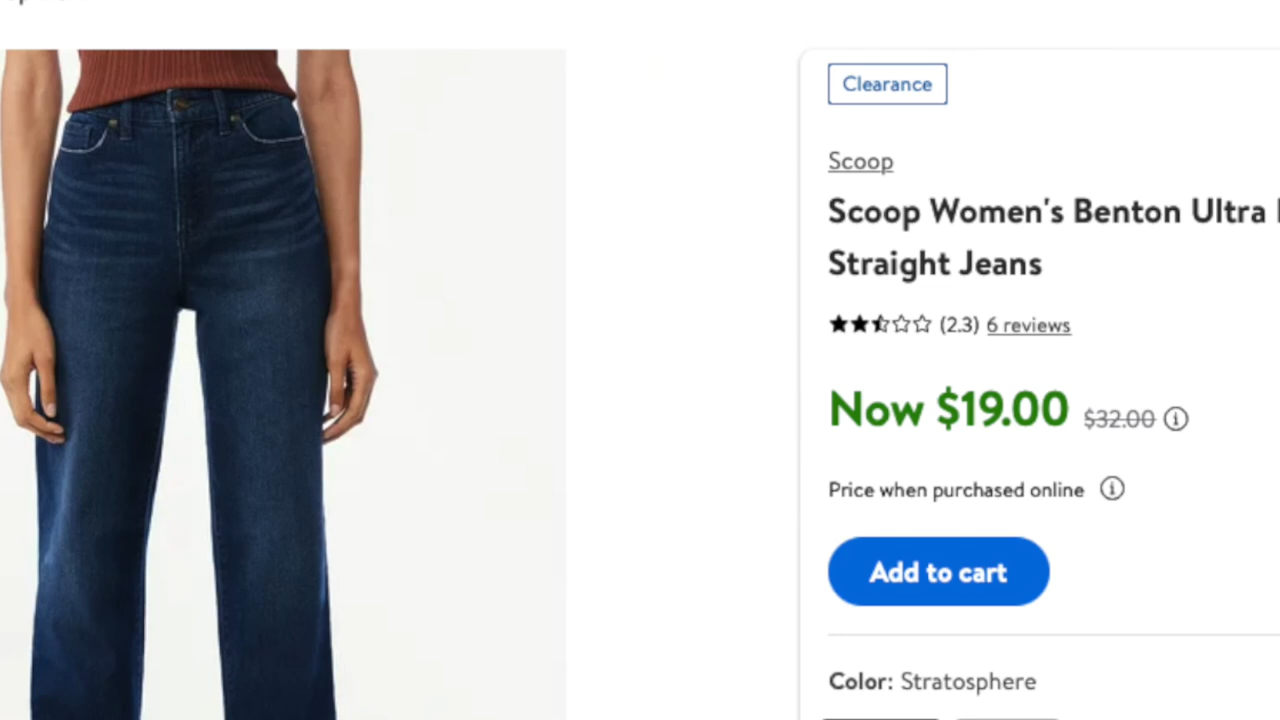 Clearance
Scoop
Scoop Women's Benton Ultra
Straight Jeans
(2.3) 6 reviews
Now $19.00 $32.00
Price when purchased online
Add to cart
Color: Stratosphere